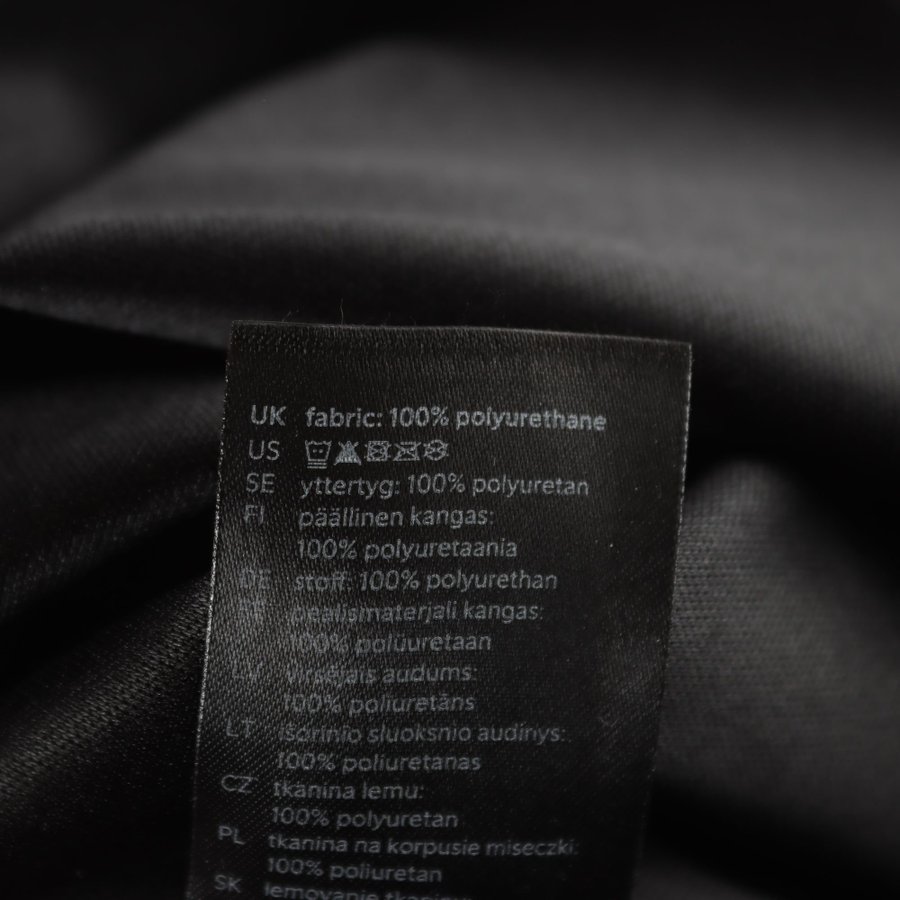 UK fabric: 100% polyurethane
US
SE yttertyg: 100% polyuretan
FI päällinen kangas:
100% polyuretaania
DE stoff: 100% polyurethan
pealismaterjali kangas:
100% polüuretaan
LV virsējais audums:
100% poliuretāns
LT išorinio sluoksnio audinys:
100% poliuretanas
CZ tkanina lemu:
100% polyuretan
PL tkanina na korpusie miseczki:
100% poliuretan
SK lemovanie